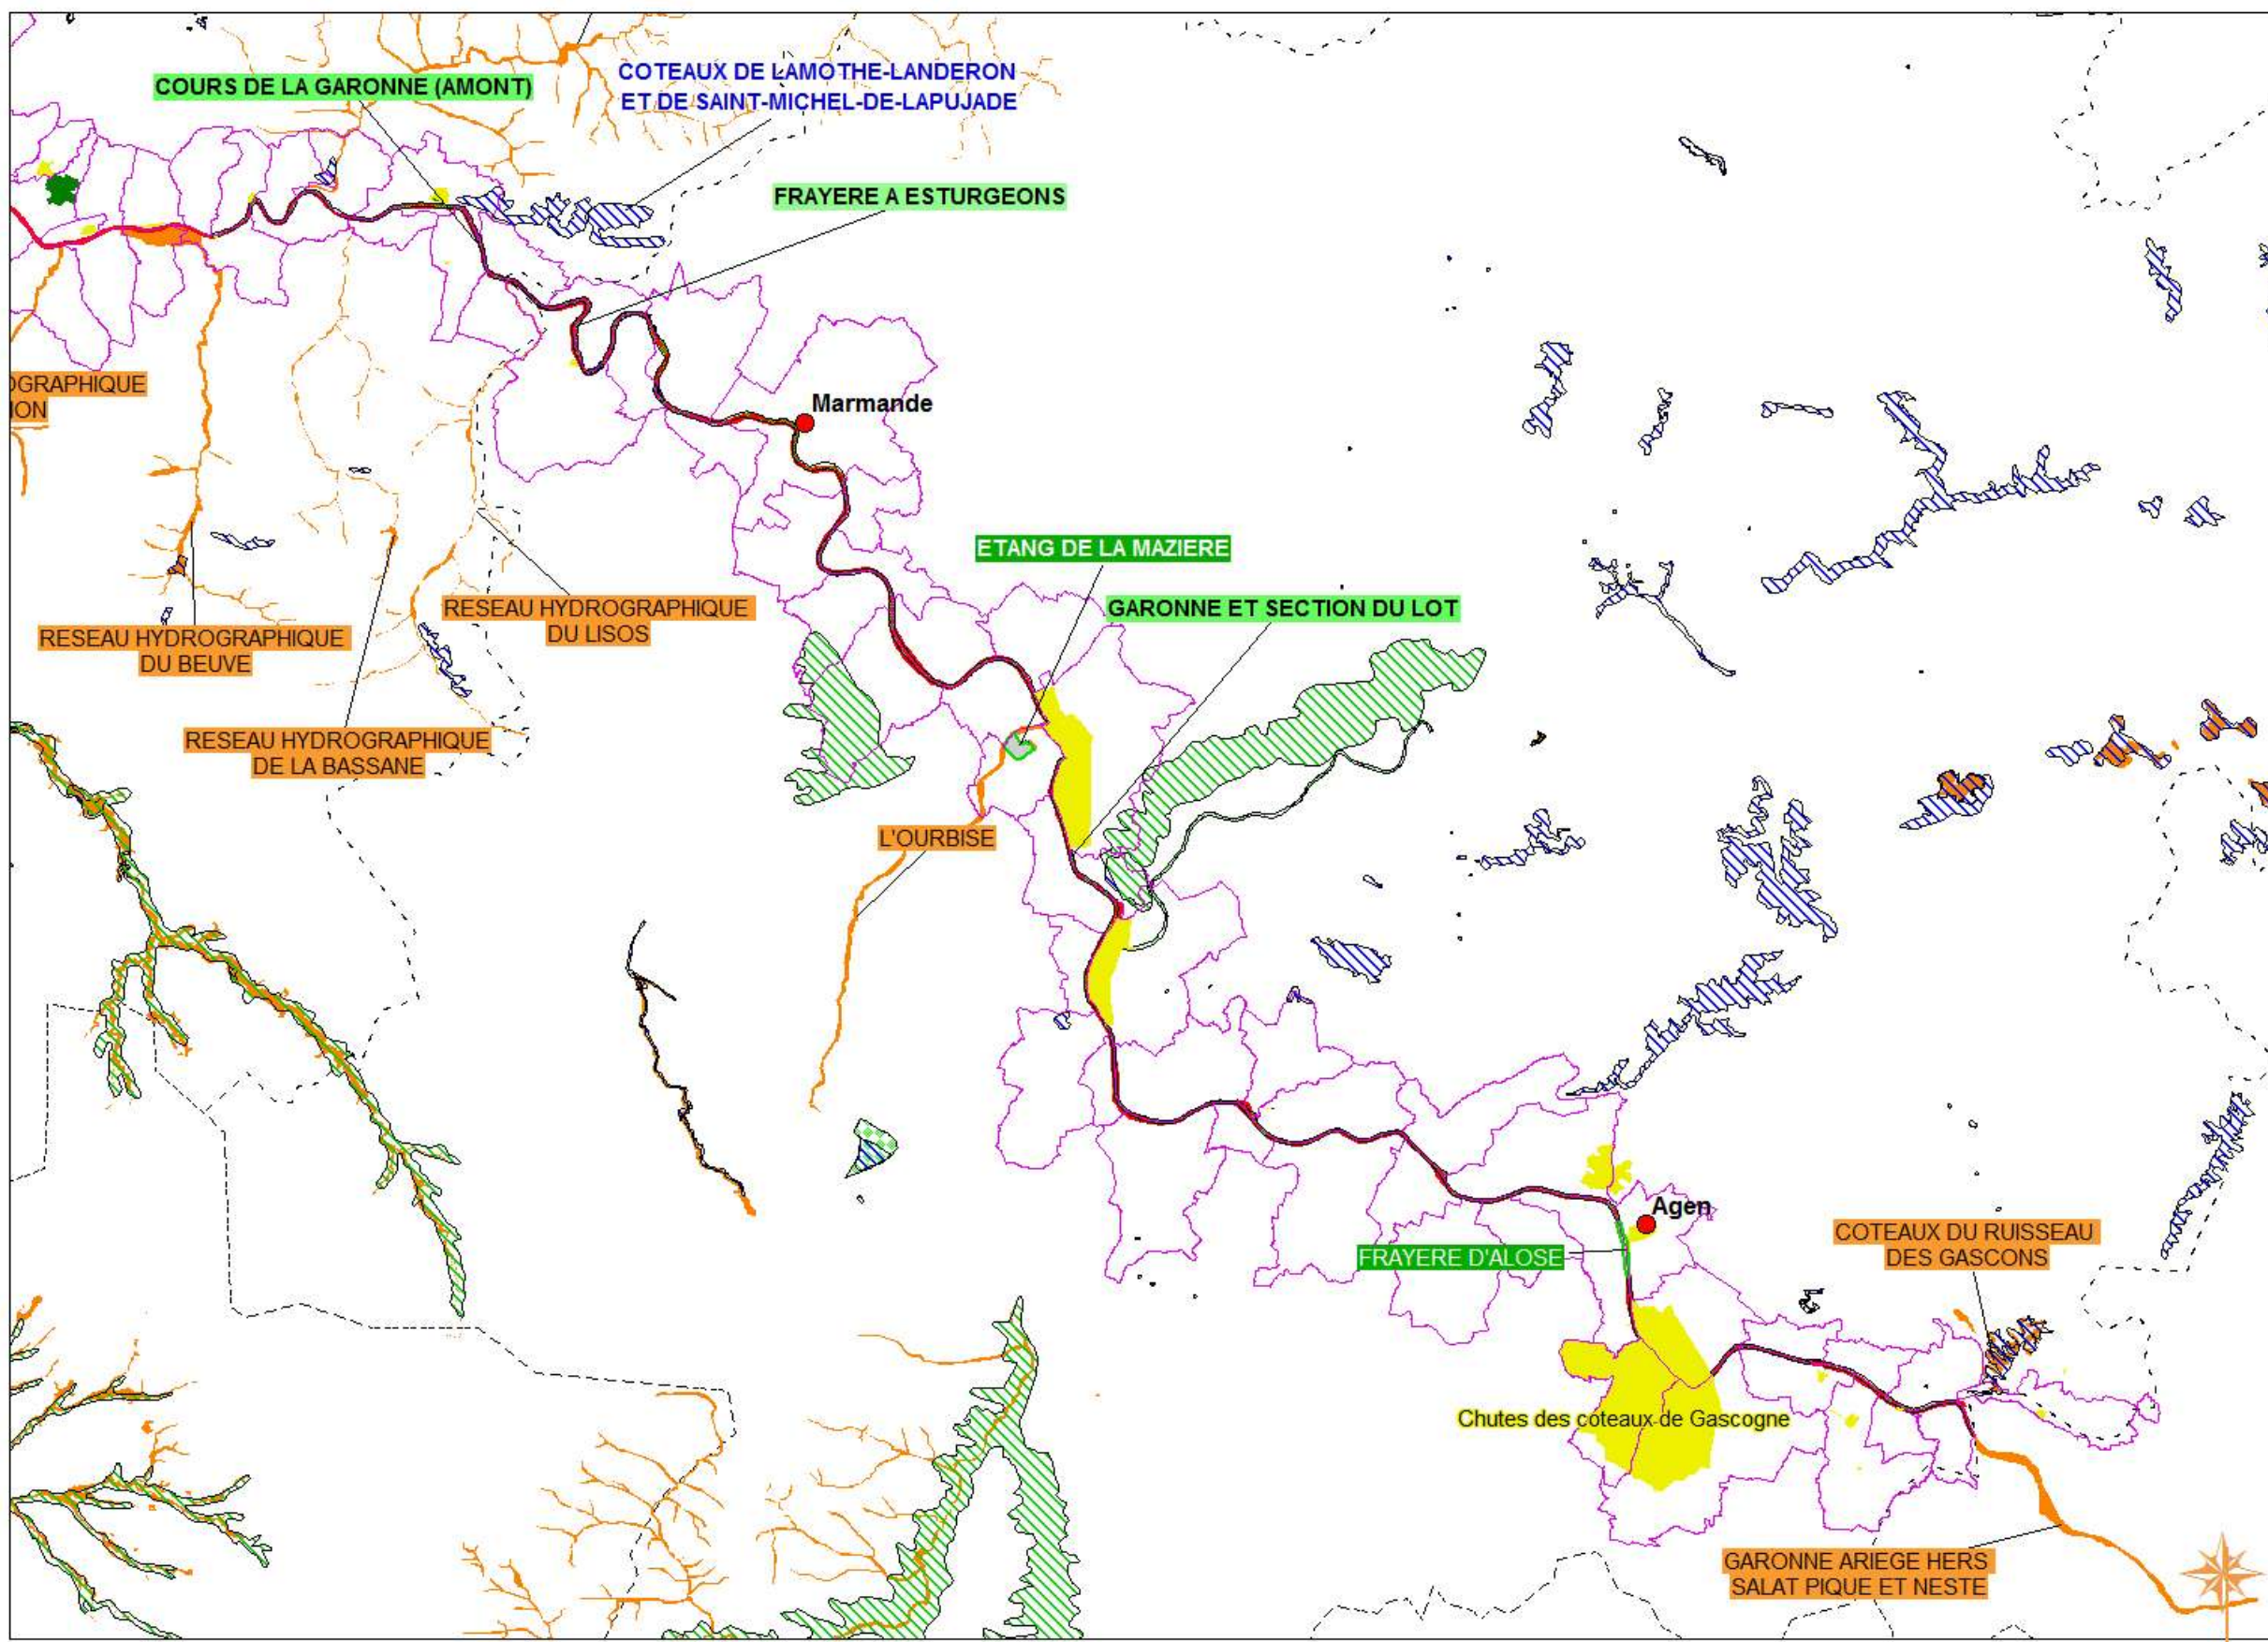 COURS DE LA GARONNE (AMONT)
COTEAUX DE LAMOTHE-LANDERON
ET DE SAINT-MICHEL-DE-LAPUJADE
FRAYERE A ESTURGEONS
OGRAPHIQUE
ION
Marmande
ETANG DE LA MAZIERE
GARONNE ET SECTION DU LOT
RESEAU HYDROGRAPHIQUE
DU LISOS
RESEAU HYDROGRAPHIQUE
DU BEUVE
RESEAU HYDROGRAPHIQUE
DE LA BASSANE
L'OURBISE
Agen
FRAYERE D'ALOSE
COTEAUX DU RUISSEAU
DES GASCONS
Chutes des coteaux de Gascogne
GARONNE ARIEGE HERS
SALAT PIQUE ET NESTE